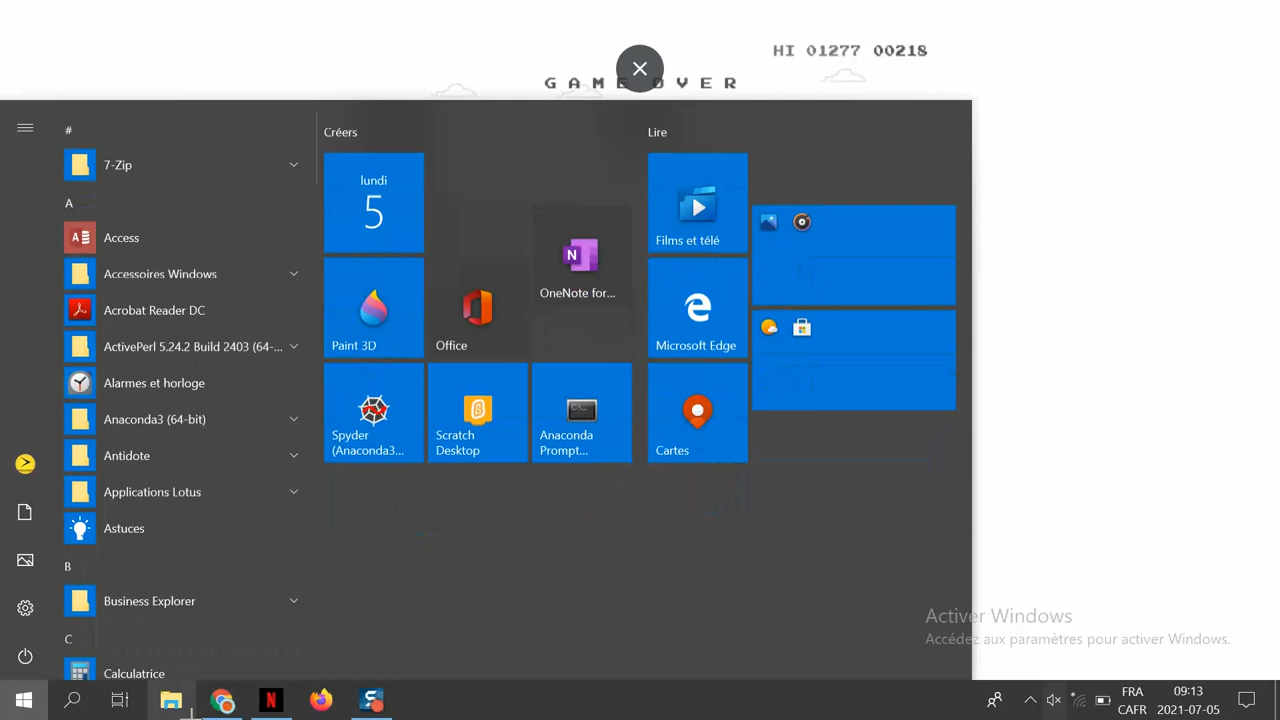 HI 01277 00218
GAME OVER
#
7-Zip
A
Access
Accessoires Windows
Acrobat Reader DC
ActivePerl 5.24.2 Build 2403 (64-...
Alarmes et horloge
Anaconda3 (64-bit)
Antidote
Applications Lotus
Astuces
B
Business Explorer
C
Calculatrice
Créers
lundi
5
OneNote for...
Paint 3D
Office
Spyder
(Anaconda3...
Scratch
Desktop
Anaconda
Prompt...
Lire
Films et télé
Microsoft Edge
Cartes
Activer Windows
Accédez aux paramètres pour activer Windows.
FRA
CAFR
09:13
2021-07-05